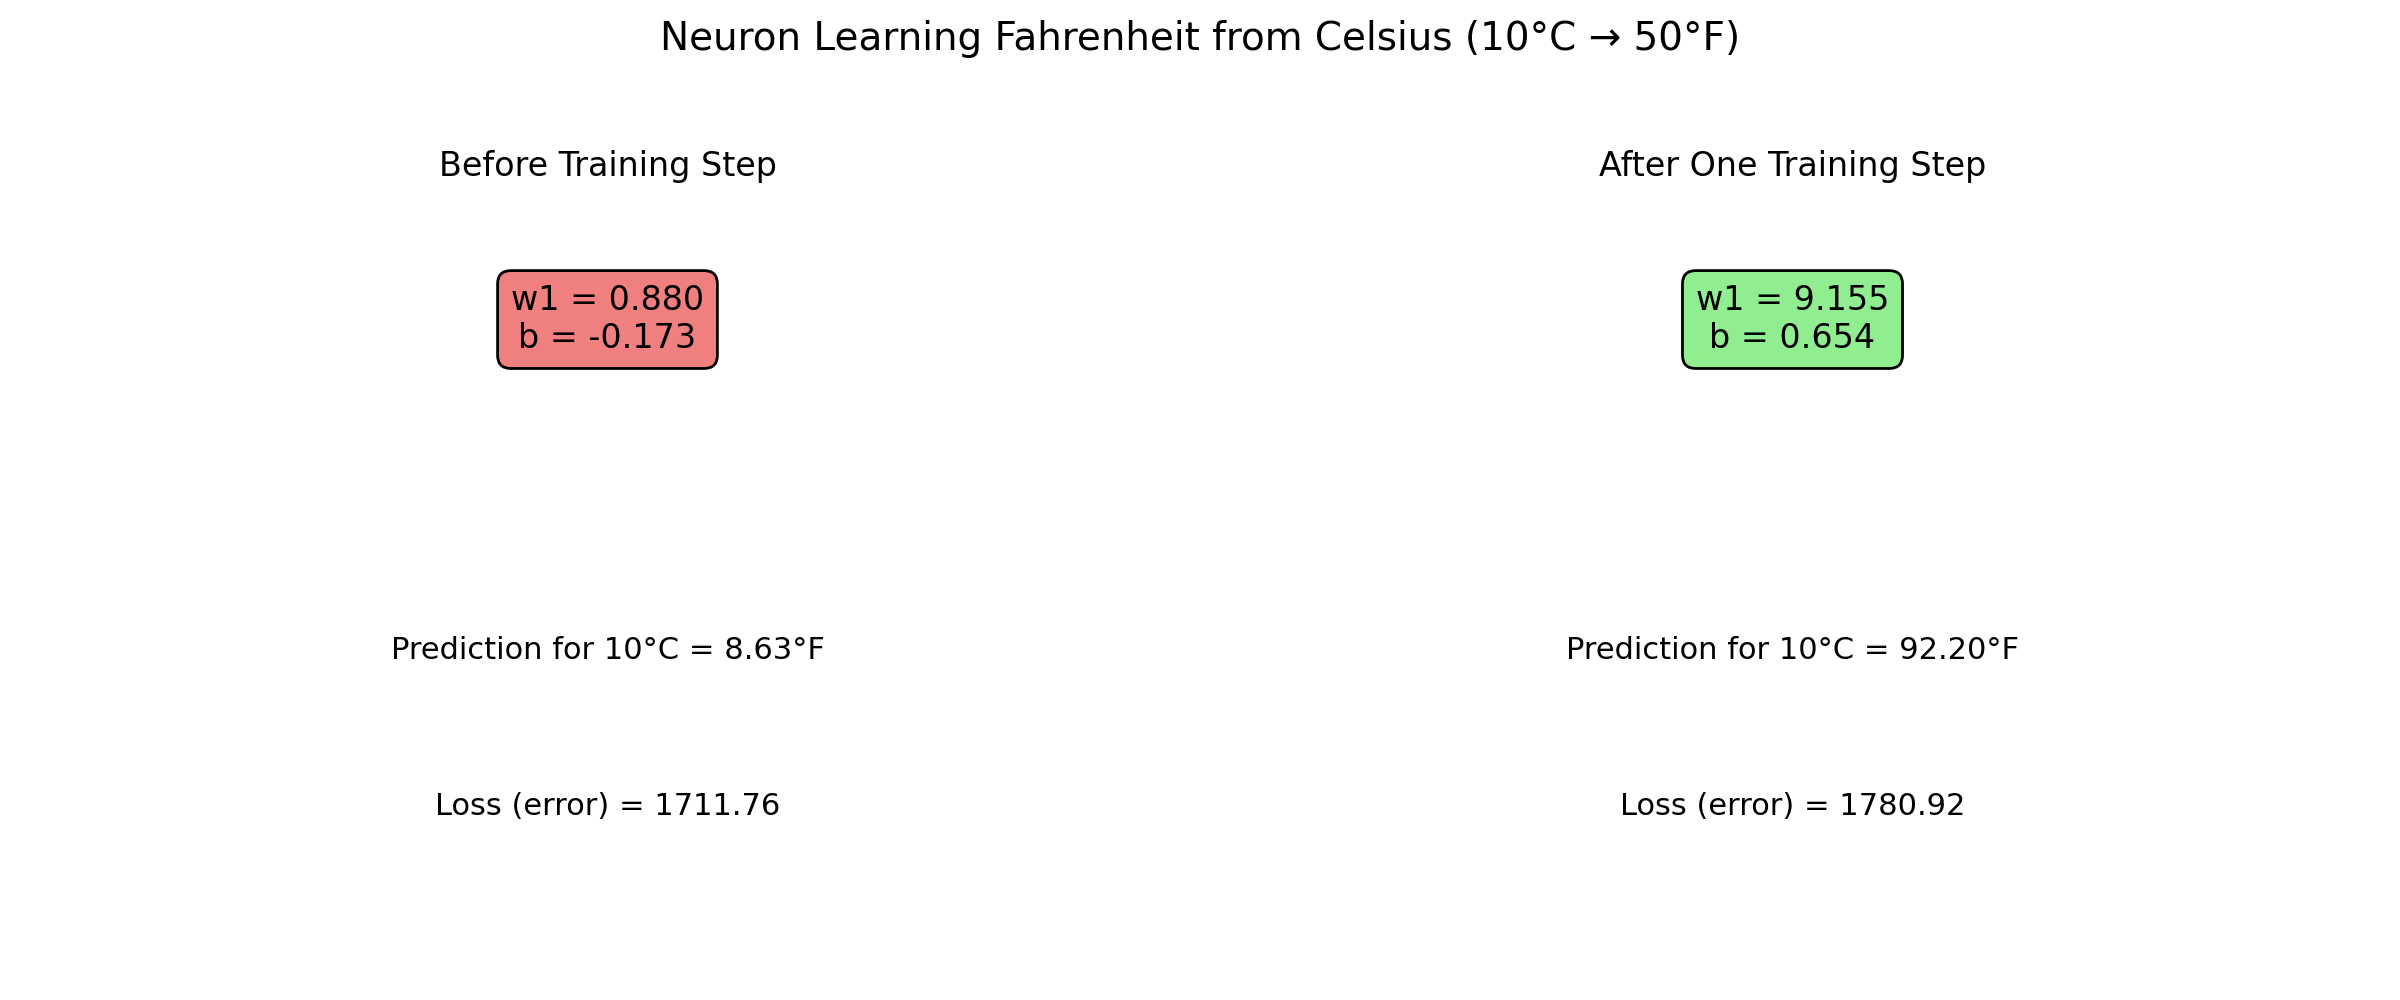 Neuron Learning Fahrenheit from Celsius (10°C → 50°F)
Before Training Step
w1 = 0.880
b = -0.173
Prediction for 10°C = 8.63°F
Loss (error) = 1711.76
After One Training Step
w1 = 9.155
b = 0.654
Prediction for 10°C = 92.20°F
Loss (error) = 1780.92